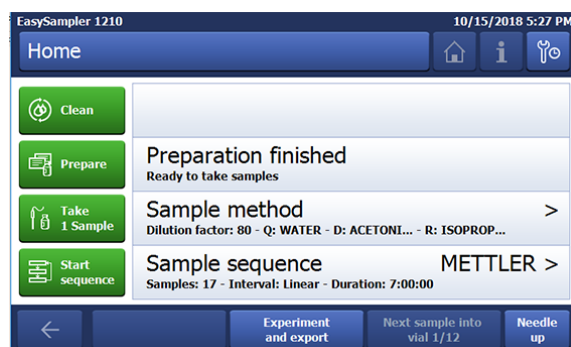 EasySampler 1210
10/15/2018 5:27 PM
Home
Clean
Prepare
Preparation finished
Ready to take samples
Take
1 Sample
Sample method >
Dilution factor: 80 - Q: WATER - D: ACETONI... - R: ISOPROP...
Start
sequence
Sample sequence METTLER >
Samples: 17 - Interval: Linear - Duration: 7:00:00
Experiment
and export
Next sample into
vial 1/12
Needle
up